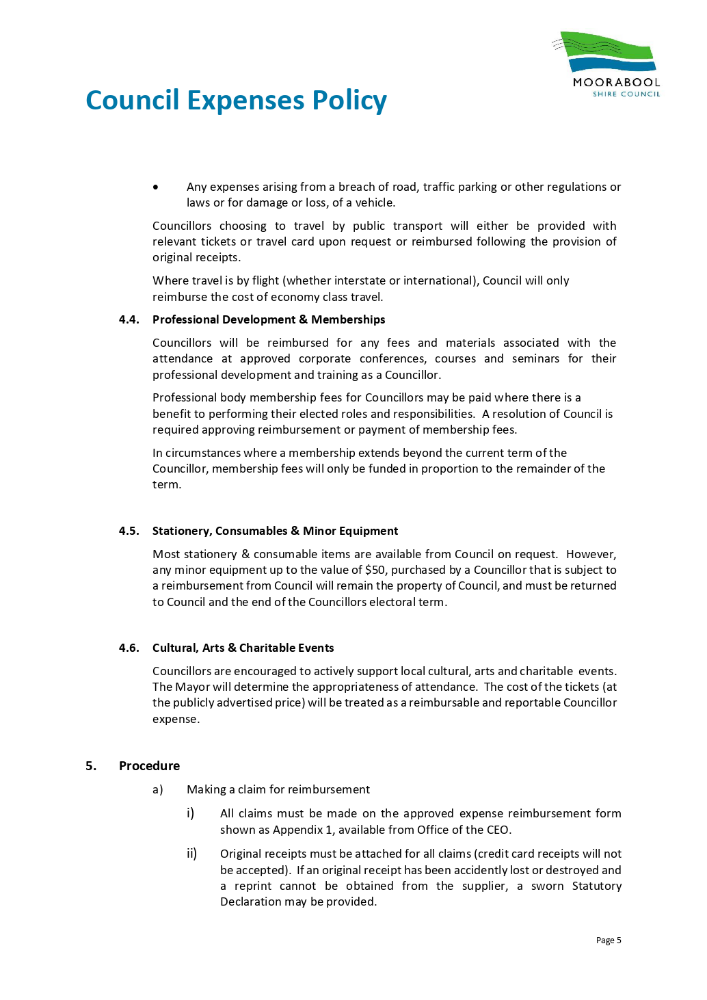 MOORABOOL
SHIRE COUNCIL
Council Expenses Policy
• Any expenses arising from a breach of road, traffic parking or other regulations or
laws or for damage or loss, of a vehicle.
Councillors choosing to travel by public transport will either be provided with
relevant tickets or travel card upon request or reimbursed following the provision of
original receipts.
Where travel is by flight (whether interstate or international), Council will only
reimburse the cost of economy class travel.
4.4. Professional Development & Memberships
Councillors will be reimbursed for any fees and materials associated with the
attendance at approved corporate conferences, courses and seminars for their
professional development and training as a Councillor.
Professional body membership fees for Councillors may be paid where there is a
benefit to performing their elected roles and responsibilities. A resolution of Council is
required approving reimbursement or payment of membership fees.
In circumstances where a membership extends beyond the current term of the
Councillor, membership fees will only be funded in proportion to the remainder of the
term.
4.5. Stationery, Consumables & Minor Equipment
Most stationery & consumable items are available from Council on request. However,
any minor equipment up to the value of $50, purchased by a Councillor that is subject to
a reimbursement from Council will remain the property of Council, and must be returned
to Council and the end of the Councillors electoral term.
4.6. Cultural, Arts & Charitable Events
Councillors are encouraged to actively support local cultural, arts and charitable events.
The Mayor will determine the appropriateness of attendance. The cost of the tickets (at
the publicly advertised price) will be treated as a reimbursable and reportable Councillor
expense.
5. Procedure
a) Making a claim for reimbursement
i) All claims must be made on the approved expense reimbursement form
shown as Appendix 1, available from Office of the CEO.
ii) Original receipts must be attached for all claims (credit card receipts will not
be accepted). If an original receipt has been accidently lost or destroyed and
a reprint cannot be obtained from the supplier, a sworn Statutory
Declaration may be provided.
Page 5